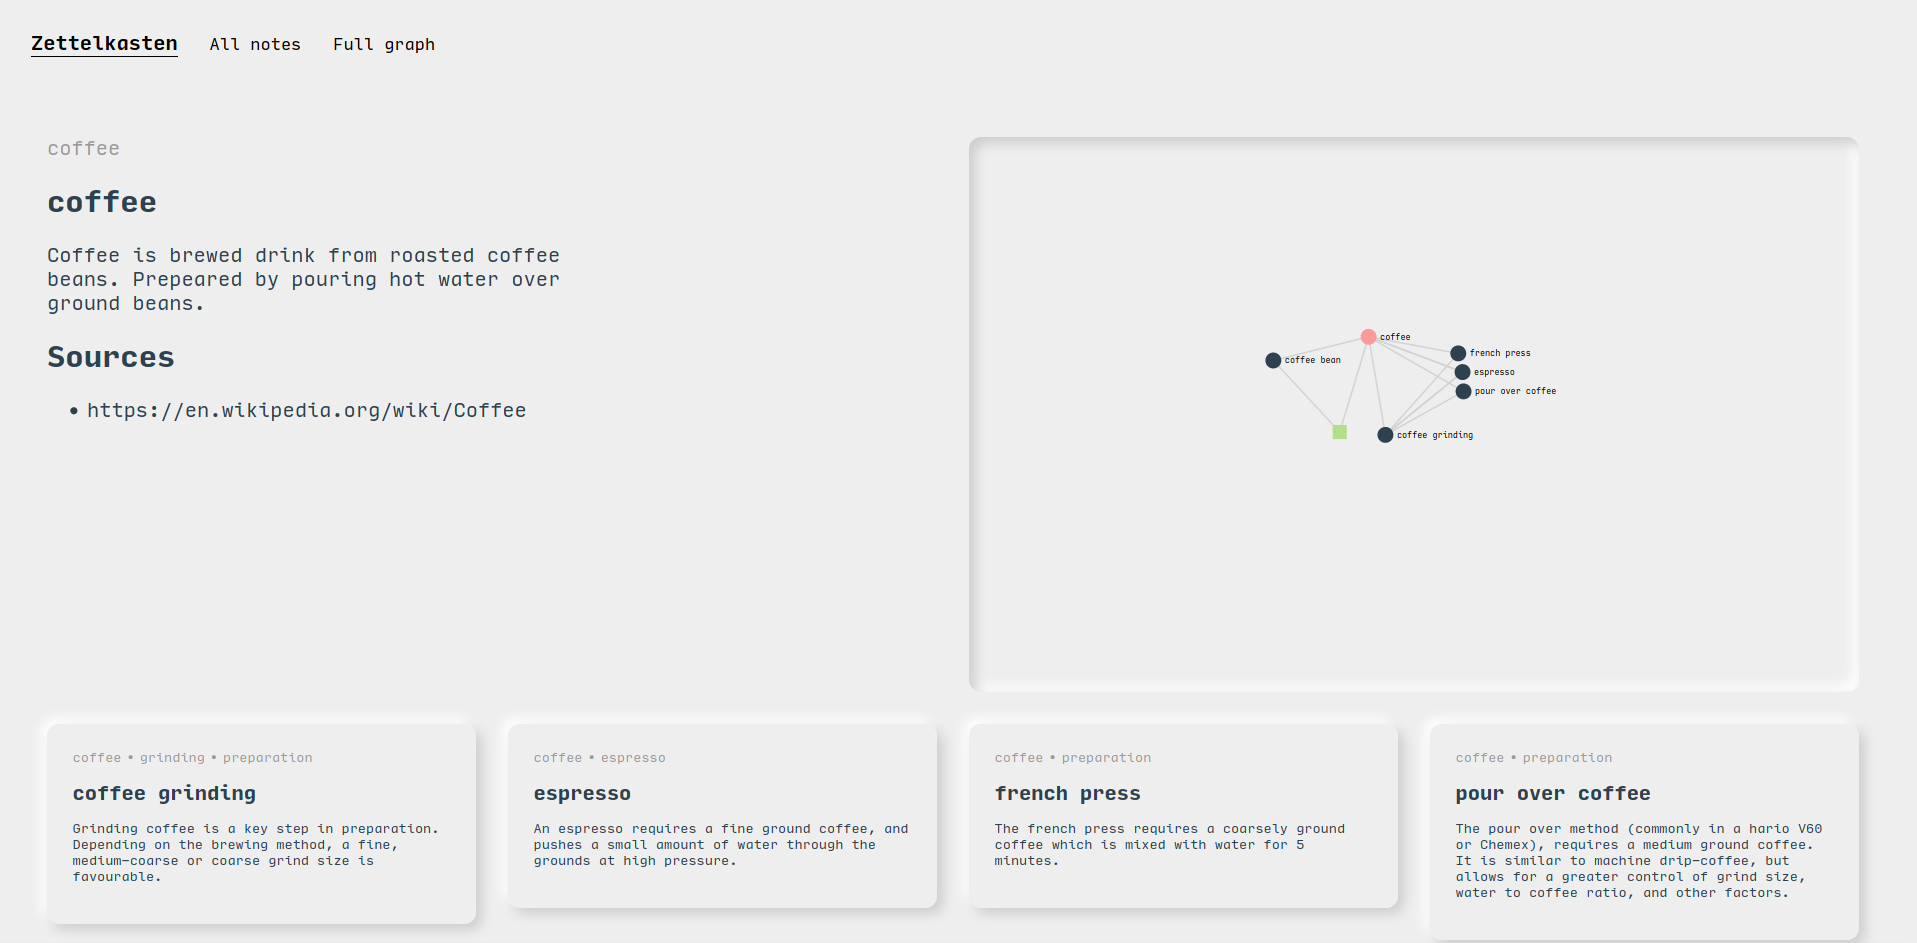 Zettelkasten All notes Full graph
coffee
coffee
Coffee is brewed drink from roasted coffee
beans. Prepeared by pouring hot water over
ground beans.
Sources
• https://en.wikipedia.org/wiki/Coffee
coffee
coffee bean
french press
espresso
pour over coffee
coffee grinding
coffee • grinding • preparation
coffee grinding
Grinding coffee is a key step in preparation.
Depending on the brewing method, a fine,
medium-coarse or coarse grind size is
favourable.
coffee • espresso
espresso
An espresso requires a fine ground coffee, and
pushes a small amount of water through the
grounds at high pressure.
coffee • preparation
french press
The french press requires a coarsely ground
coffee which is mixed with water for 5
minutes.
coffee • preparation
pour over coffee
The pour over method (commonly in a hario V60
or Chemex), requires a medium ground coffee.
It is similar to machine drip-coffee, but
allows for a greater control of grind size,
water to coffee ratio, and other factors.